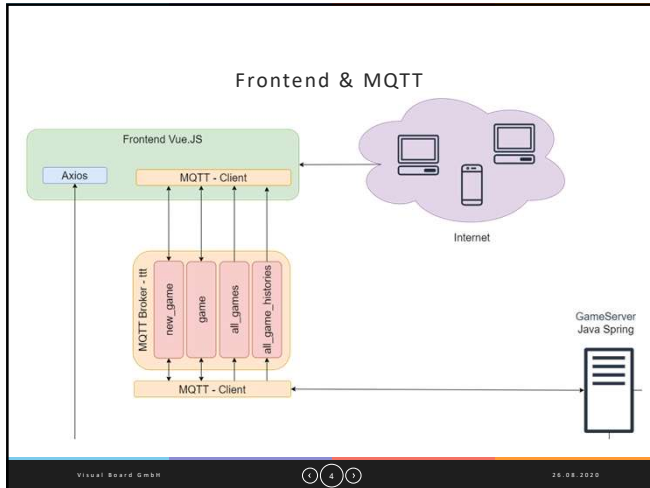 Frontend & MQTT
Frontend Vue.JS
Axios
MQTT - Client
Internet
MQTT Broker - ttt
new_game
game
all_games
all_game_histories
MQTT - Client
GameServer
Java Spring
Visual Board GmbH
4
26.08.2020